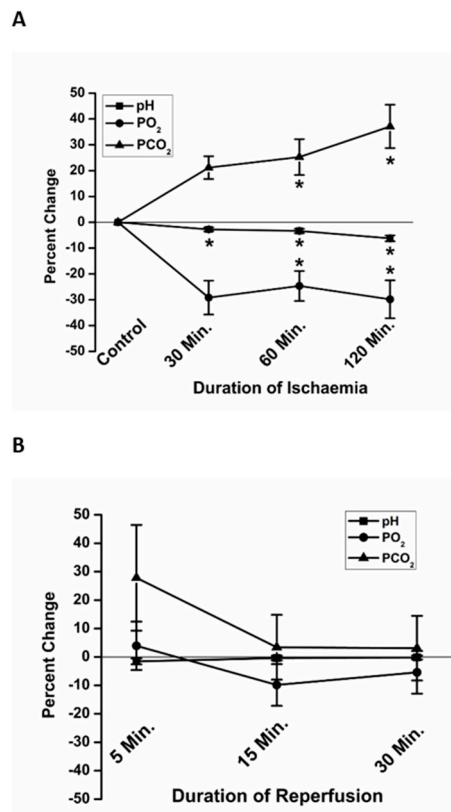 A
50
40
30
20
10
0
-10
-20
-30
-40
-50
Percent Change
pH
PO2
PCO2
*
*
* * *
* *
Control
30 Min.
60 Min.
120 Min.
Duration of Ischaemia
B
50
40
30
20
10
0
-10
-20
-30
-40
-50
Percent Change
pH
PO2
PCO2
5 Min.
15 Min.
30 Min.
Duration of Reperfusion